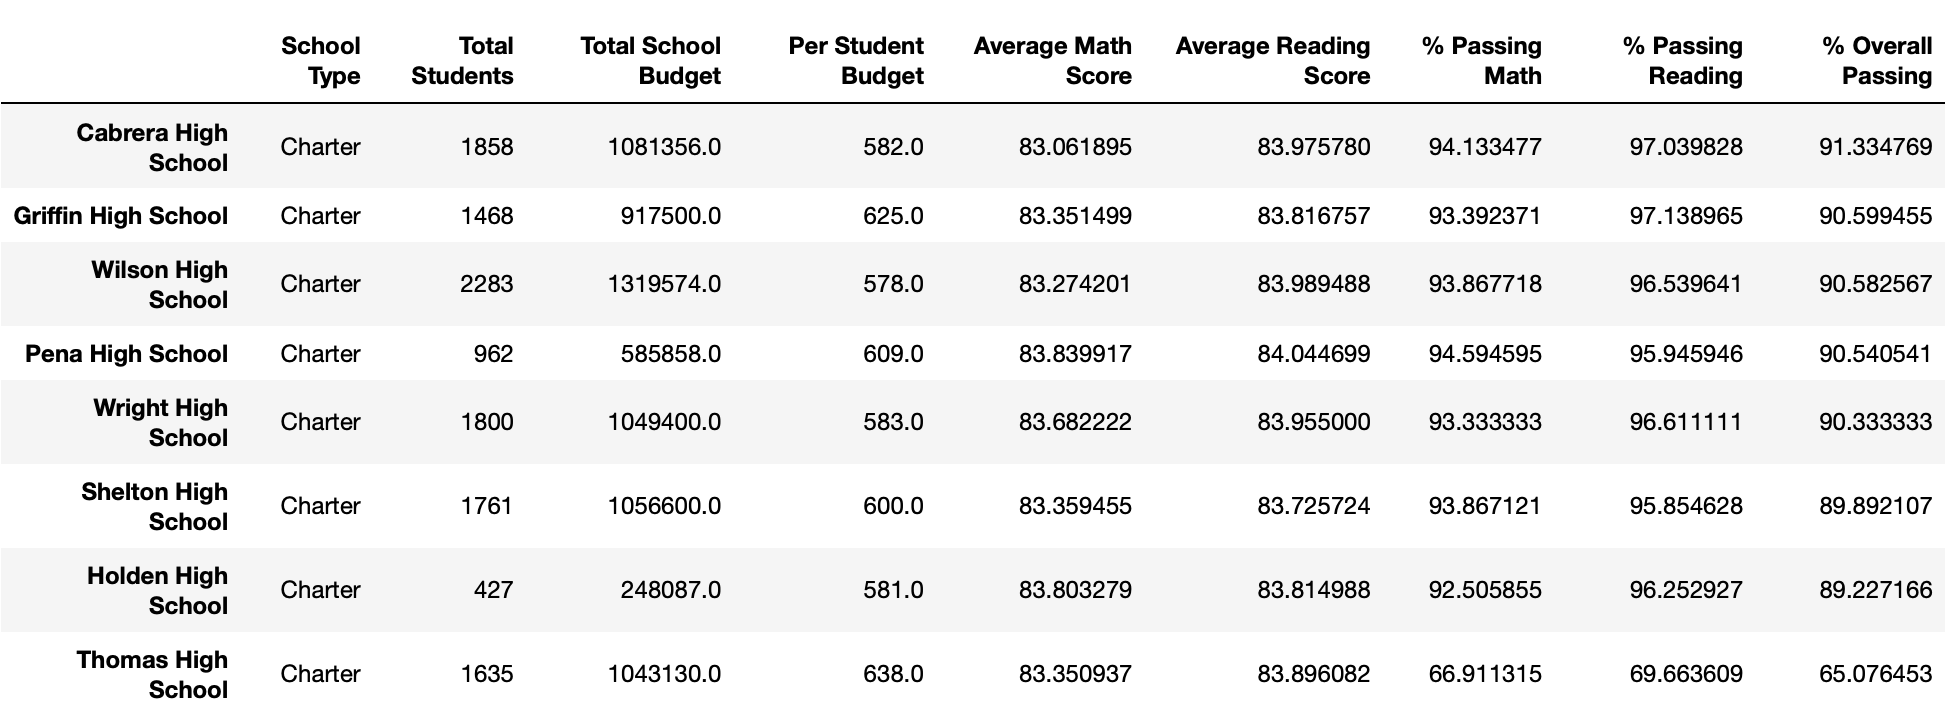 School Type Total Students Total School Budget Per Student Budget Average Math Score Average Reading Score % Passing Math % Passing Reading % Overall Passing
Cabrera High School Charter 1858 1081356.0 582.0 83.061895 83.975780 94.133477 97.039828 91.334769
Griffin High School Charter 1468 917500.0 625.0 83.351499 83.816757 93.392371 97.138965 90.599455
Wilson High School Charter 2283 1319574.0 578.0 83.274201 83.989488 93.867718 96.539641 90.582567
Pena High School Charter 962 585858.0 609.0 83.839917 84.044699 94.594595 95.945946 90.540541
Wright High School Charter 1800 1049400.0 583.0 83.682222 83.955000 93.333333 96.611111 90.333333
Shelton High School Charter 1761 1056600.0 600.0 83.359455 83.725724 93.867121 95.854628 89.892107
Holden High School Charter 427 248087.0 581.0 83.803279 83.814988 92.505855 96.252927 89.227166
Thomas High School Charter 1635 1043130.0 638.0 83.350937 83.896082 66.911315 69.663609 65.076453